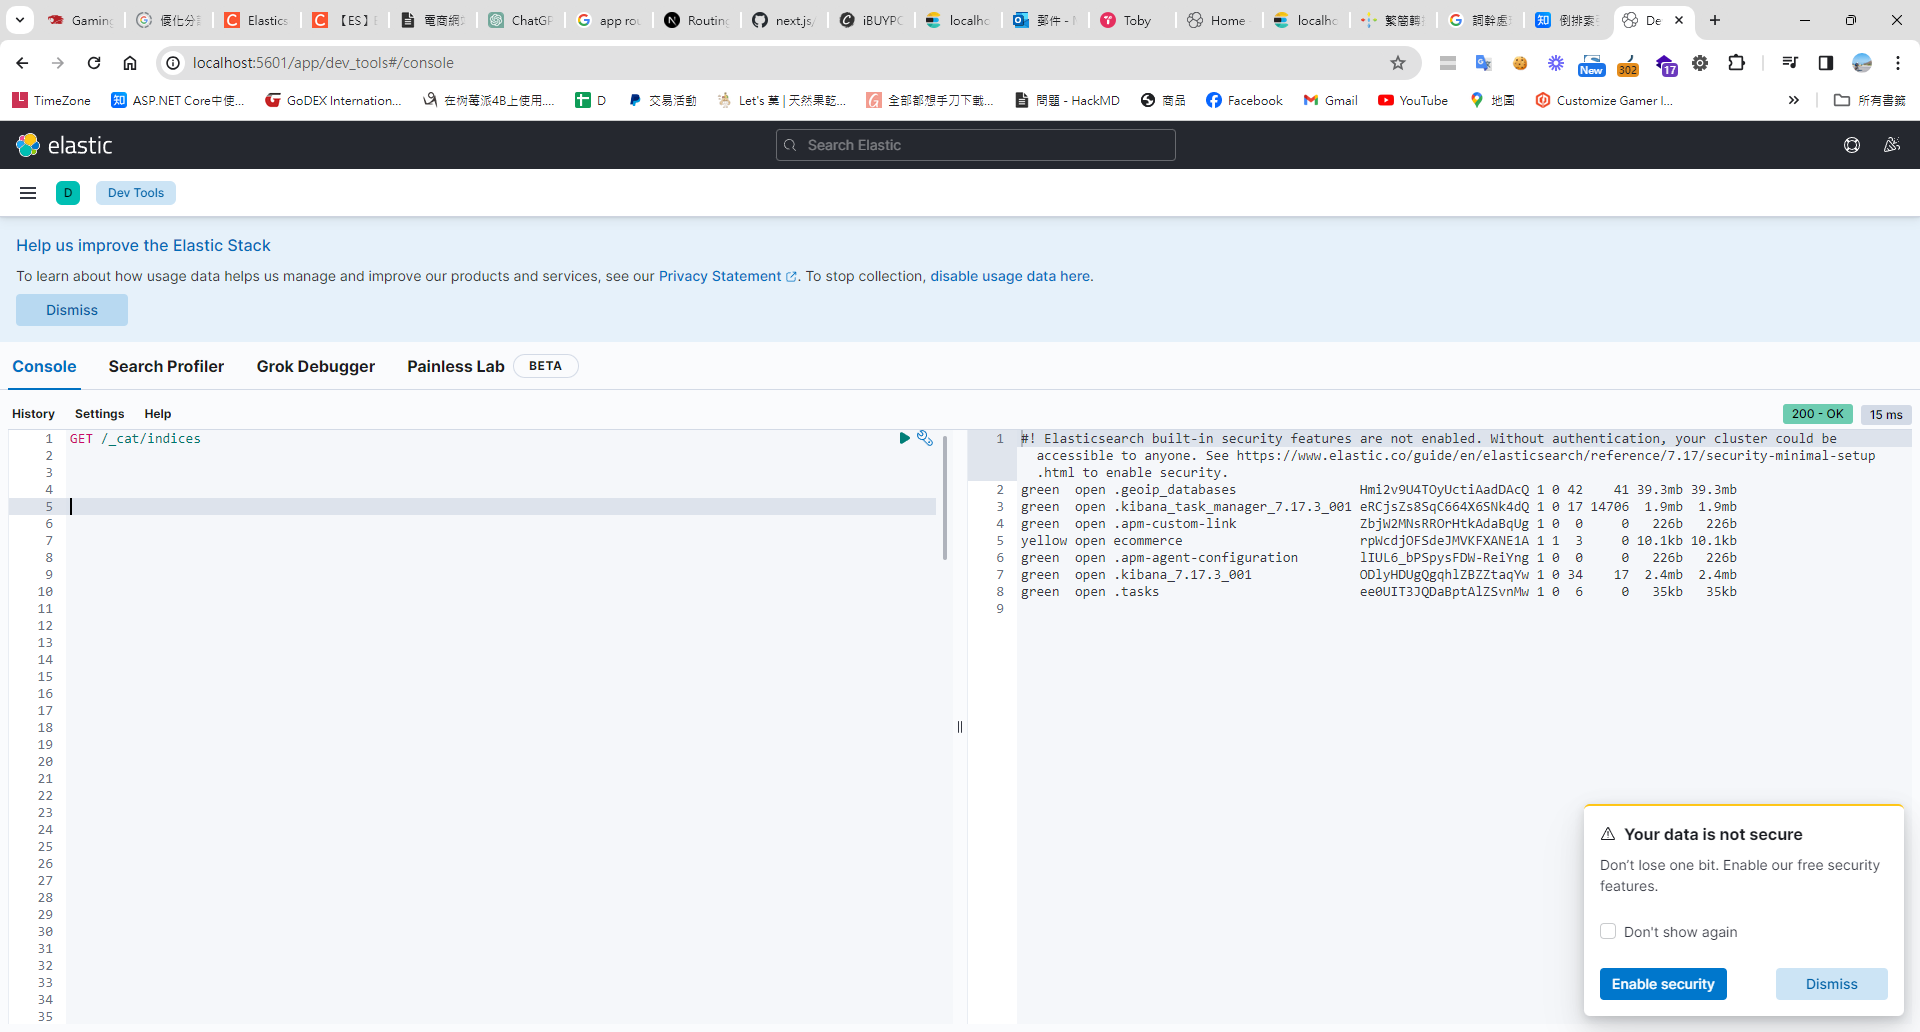 Gaming
優化分
Elastics
【ES】E
電商網
ChatGP
app rou
Routing
next.js/
iBUYPC
localho
郵件 - N
Toby
Home -
localho
繁簡轉
詞幹處
倒排索
De
localhost:5601/app/dev_tools#/console
New
302
17
TimeZone
ASP.NET Core中使...
GoDEX Internation...
在树莓派4B上使用....
D
交易活動
Let's 菓 | 天然果乾...
全部都想手刀下載...
問題 - HackMD
商品
Facebook
Gmail
YouTube
地圖
Customize Gamer I...
所有書籤
elastic
Search Elastic
D
Dev Tools
Help us improve the Elastic Stack
To learn about how usage data helps us manage and improve our products and services, see our Privacy Statement. To stop collection, disable usage data here.
Dismiss
Console
Search Profiler
Grok Debugger
Painless Lab
BETA
History
Settings
Help
200 - OK
15 ms
1 GET /_cat/indices
2
3
4
5
6
7
8
9
10
11
12
13
14
15
16
17
18
19
20
21
22
23
24
25
26
27
28
29
30
31
32
33
34
35
1 #! Elasticsearch built-in security features are not enabled. Without authentication, your cluster could be
accessible to anyone. See https://www.elastic.co/guide/en/elasticsearch/reference/7.17/security-minimal-setup
.html to enable security.
2 green open .geoip_databases Hmi2v9U4TOyUctiAadDAcQ 1 0 42 41 39.3mb 39.3mb
3 green open .kibana_task_manager_7.17.3_001 eRCjsZs8SqC664X6SNk4dQ 1 0 17 14706 1.9mb 1.9mb
4 green open .apm-custom-link ZbjW2MNsRROrHtkAdaBqUg 1 0 0 0 226b 226b
5 yellow open ecommerce rpWcdjOFSdeJMVKFXANE1A 1 1 3 0 10.1kb 10.1kb
6 green open .apm-agent-configuration lIUL6_bPSpysFDW-ReiYng 1 0 0 0 226b 226b
7 green open .kibana_7.17.3_001 ODlyHDUgQgqhlZBZZtaqYw 1 0 34 17 2.4mb 2.4mb
8 green open .tasks ee0UIT3JQDaBptAlZSvnMw 1 0 6 0 35kb 35kb
9
Your data is not secure
Don’t lose one bit. Enable our free security
features.
Don't show again
Enable security
Dismiss